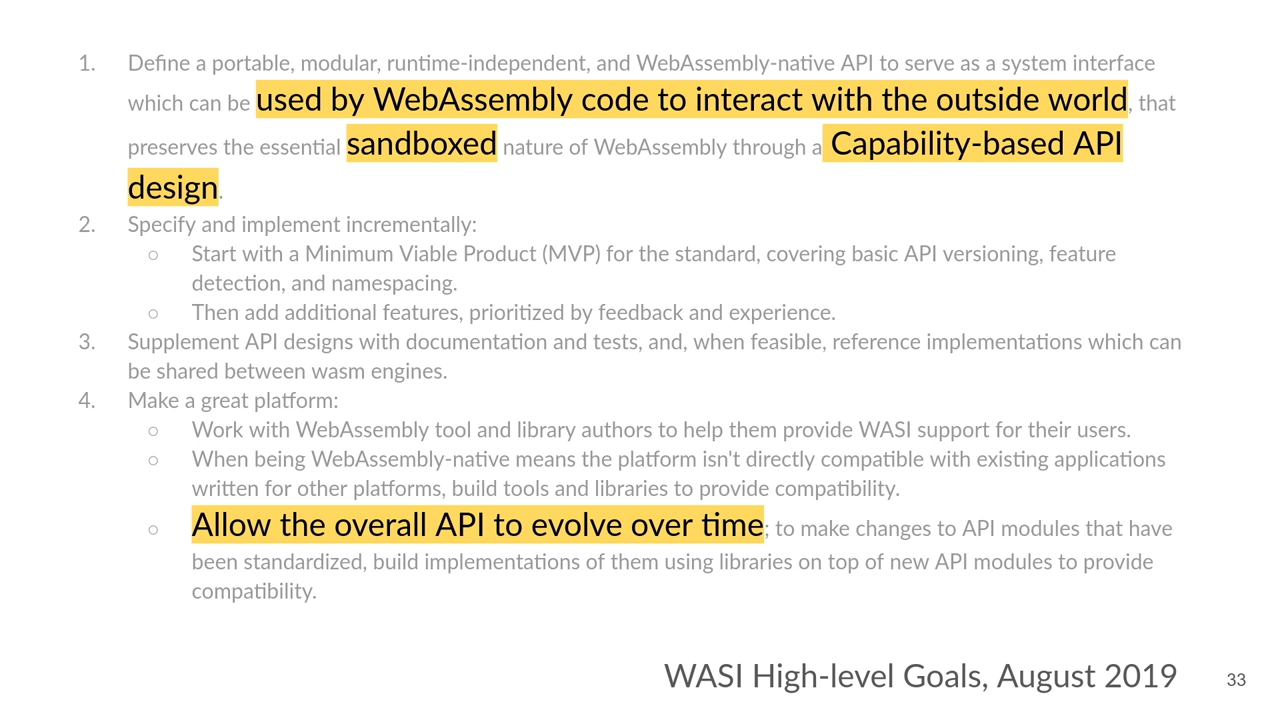 1. Define a portable, modular, runtime-independent, and WebAssembly-native API to serve as a system interface
which can be used by WebAssembly code to interact with the outside world, that
preserves the essential sandboxed nature of WebAssembly through a Capability-based API
design.
2. Specify and implement incrementally:
○ Start with a Minimum Viable Product (MVP) for the standard, covering basic API versioning, feature
detection, and namespacing.
○ Then add additional features, prioritized by feedback and experience.
3. Supplement API designs with documentation and tests, and, when feasible, reference implementations which can
be shared between wasm engines.
4. Make a great platform:
○ Work with WebAssembly tool and library authors to help them provide WASI support for their users.
○ When being WebAssembly-native means the platform isn't directly compatible with existing applications
written for other platforms, build tools and libraries to provide compatibility.
○ Allow the overall API to evolve over time; to make changes to API modules that have
been standardized, build implementations of them using libraries on top of new API modules to provide
compatibility.
WASI High-level Goals, August 2019
33